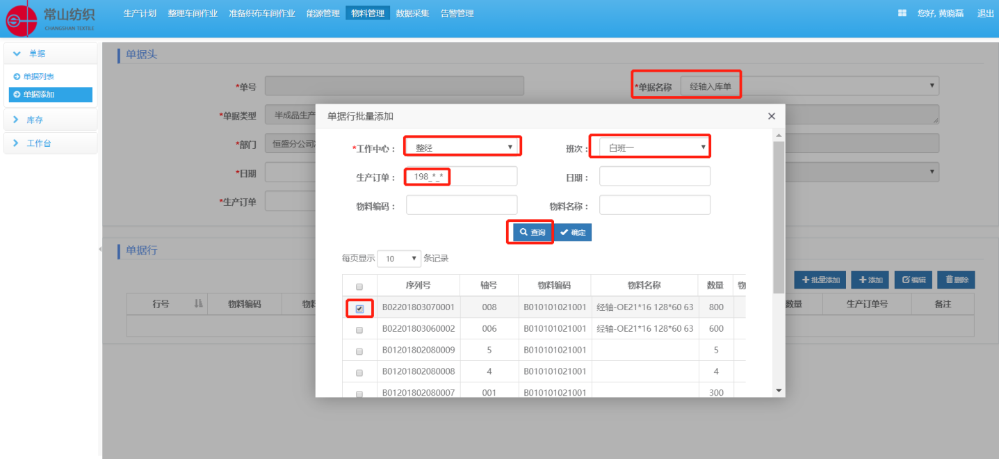 常山纺织
CHANGSHAN TEXTILE
生产计划 整理车间作业 准备织布车间作业 能源管理 物料管理 数据采集 告警管理
您好, 黄晓磊 退出
单据
单据列表
单据添加
库存
工作台
单据头
*单号
*单据名称 经轴入库单
*单据类型 半成品生产
*部门 恒盛分公司
*日期
*生产订单
单据行批量添加 ×
*工作中心： 整经
班次： 白班一
生产订单： 198_*_*
日期：
物料编码：
物料名称：
查询 确定
每页显示 10 条记录
序列号 轴号 物料编码 物料名称 数量 物
B02201803070001 008 B010101021001 经轴-OE21*16 128*60 63 800
B02201803060002 006 B010101021001 经轴-OE21*16 128*60 63 600
B01201802080009 5 B010101021001 5
B01201802080008 4 B010101021001 4
B01201802080007 001 B010101021001 300
单据行
批量添加 添加 编辑 删除
行号 物料编码 物 数量 生产订单号 备注